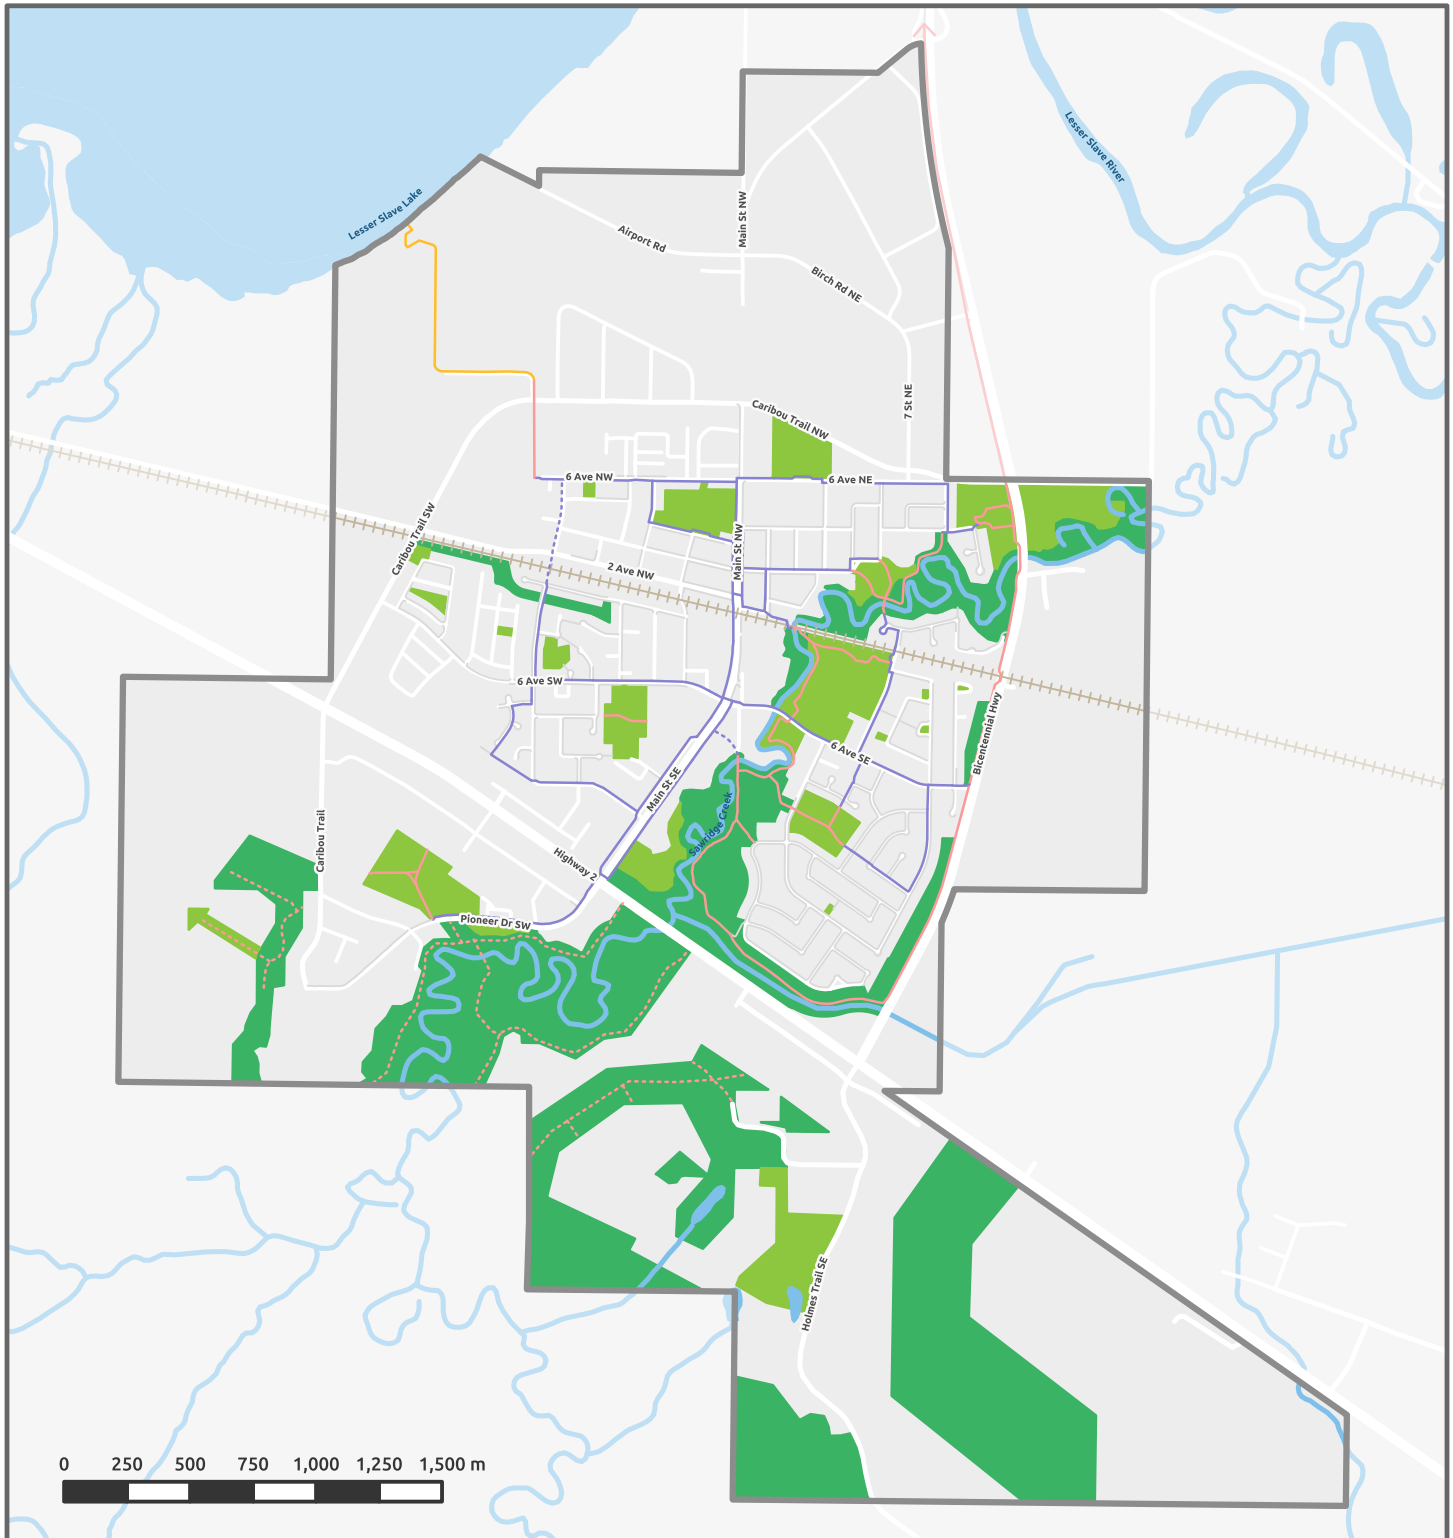 Lesser Slave River
Lesser Slave Lake
Main St NW
Airport Rd
Birch Rd NE
7 St NE
Caribou Trail NW
6 Ave NW
6 Ave NE
Caribou Trail SW
Main St NW
2 Ave NW
6 Ave SW
Bicentennial Hwy
6 Ave SE
Main St SE
Sawridge Creek
Caribou Trail
Highway 2
Pioneer Dr SW
Holmes Trail SE
0 250 500 750 1,000 1,250 1,500 m